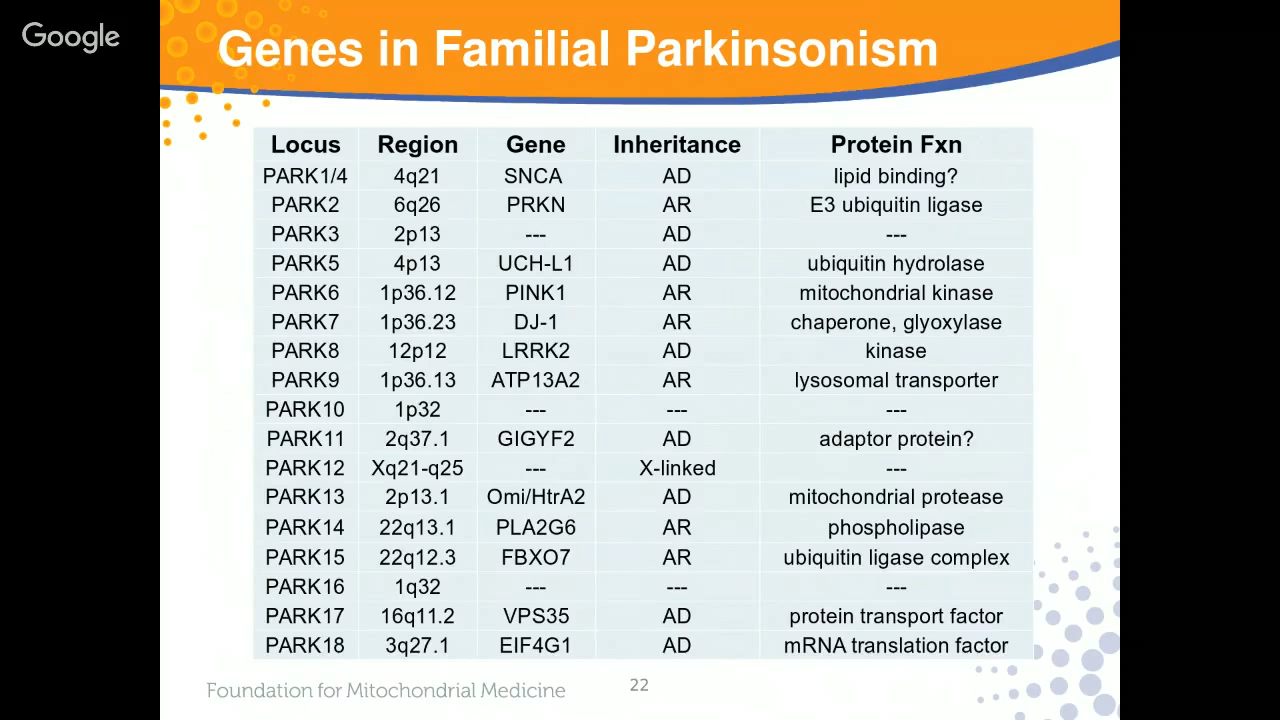 Google
Genes in Familial Parkinsonism
Locus Region Gene Inheritance Protein Fxn
PARK1/4 4q21 SNCA AD lipid binding?
PARK2 6q26 PRKN AR E3 ubiquitin ligase
PARK3 2p13 --- AD ---
PARK5 4p13 UCH-L1 AD ubiquitin hydrolase
PARK6 1p36.12 PINK1 AR mitochondrial kinase
PARK7 1p36.23 DJ-1 AR chaperone, glyoxylase
PARK8 12p12 LRRK2 AD kinase
PARK9 1p36.13 ATP13A2 AR lysosomal transporter
PARK10 1p32 --- --- ---
PARK11 2q37.1 GIGYF2 AD adaptor protein?
PARK12 Xq21-q25 --- X-linked ---
PARK13 2p13.1 Omi/HtrA2 AD mitochondrial protease
PARK14 22q13.1 PLA2G6 AR phospholipase
PARK15 22q12.3 FBXO7 AR ubiquitin ligase complex
PARK16 1q32 --- --- ---
PARK17 16q11.2 VPS35 AD protein transport factor
PARK18 3q27.1 EIF4G1 AD mRNA translation factor
Foundation for Mitochondrial Medicine
22